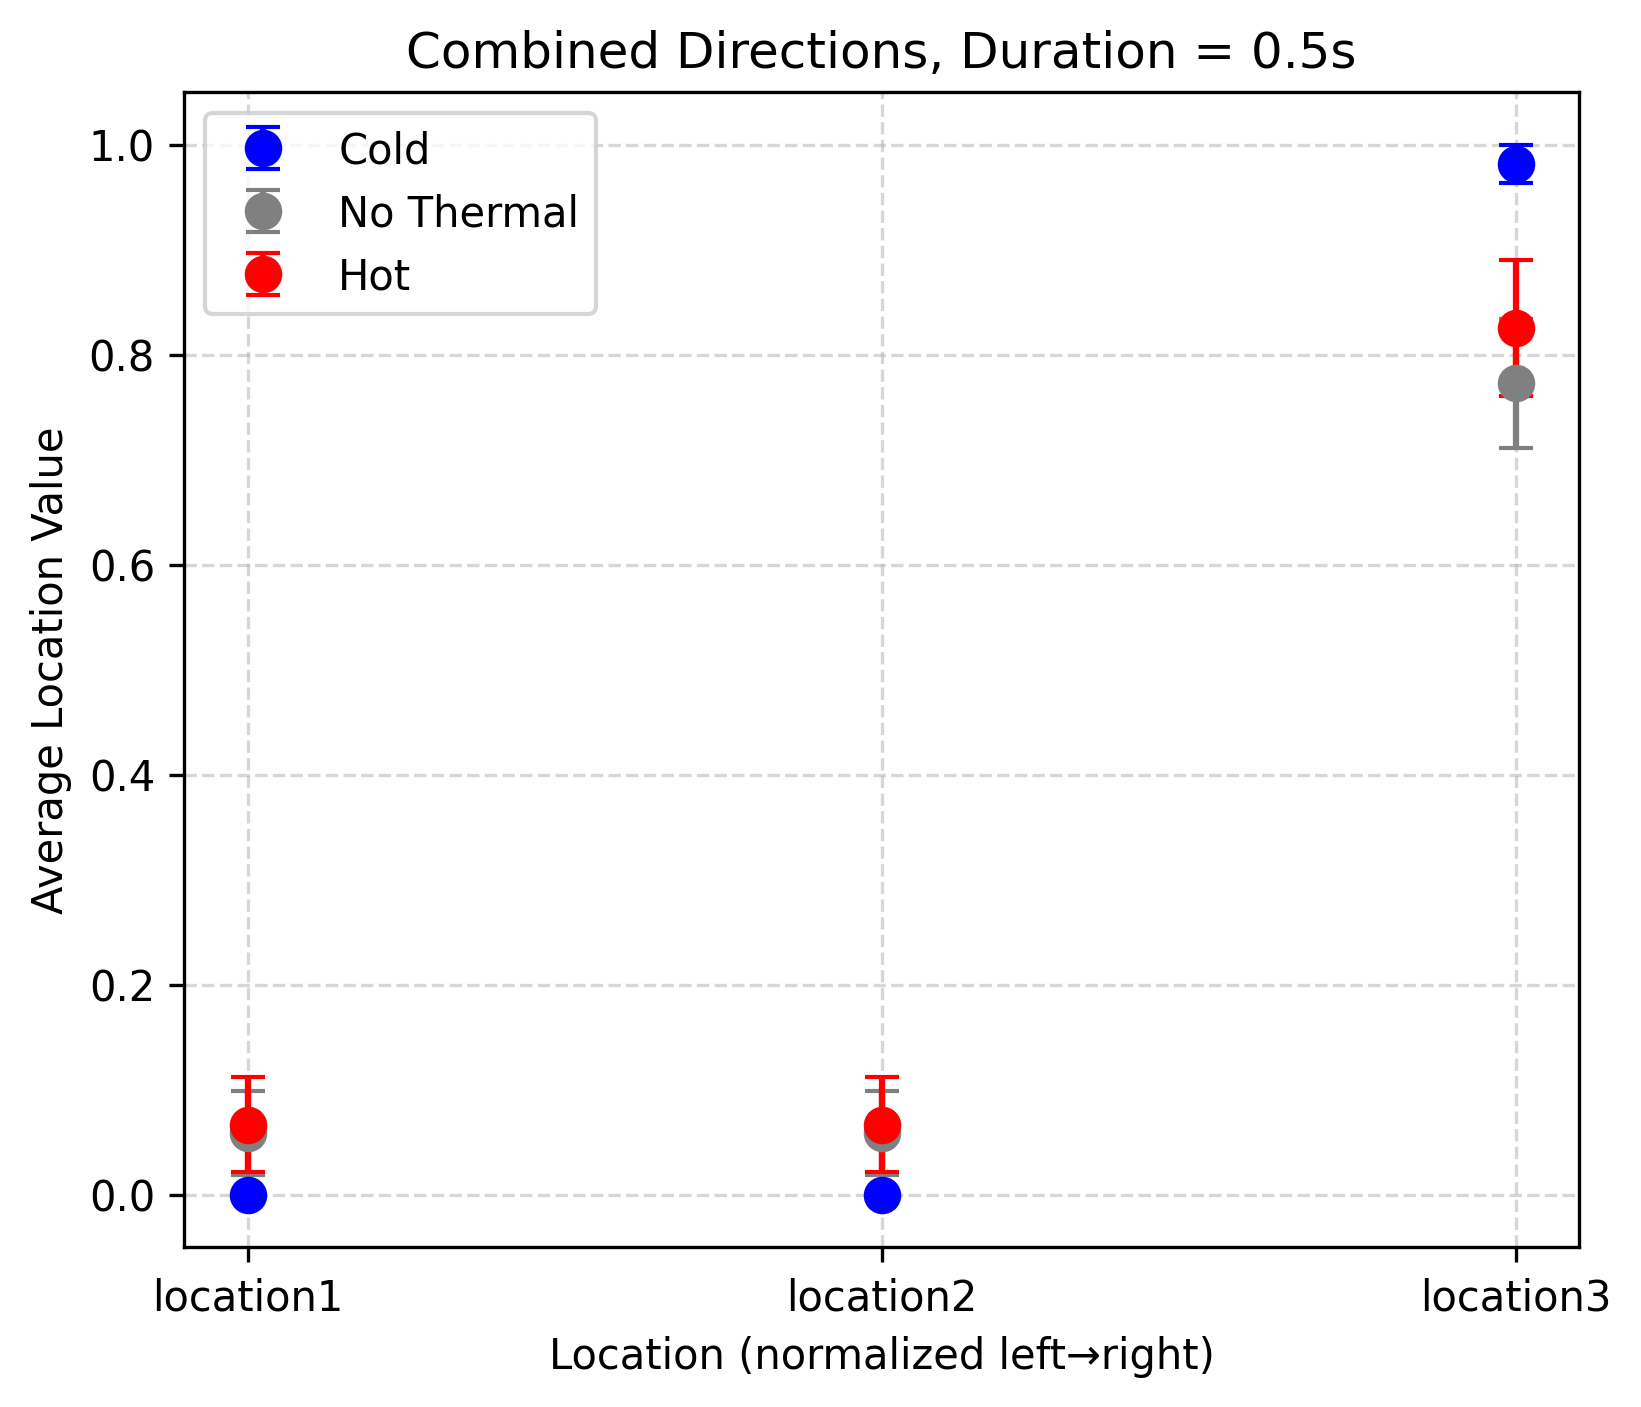 Combined Directions, Duration = 0.5s
Cold
No Thermal
Hot
1.0
0.8
0.6
0.4
0.2
0.0
Average Location Value
location1
location2
location3
Location (normalized left→right)